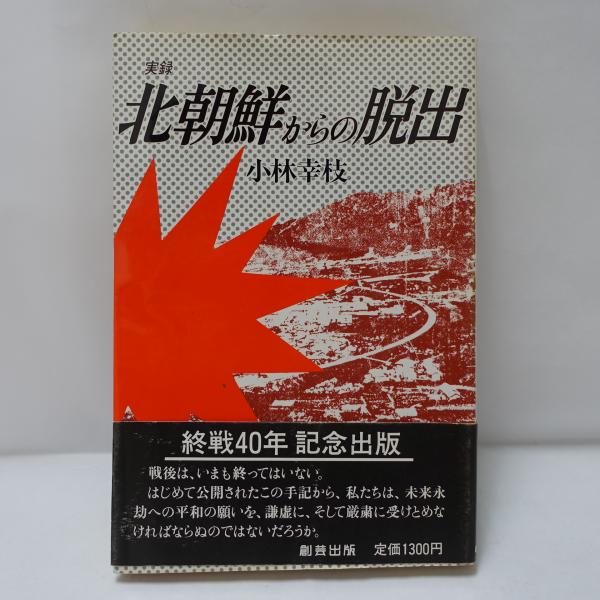 実録
北朝鮮からの脱出
小林幸枝
終戦40年 記念出版
戦後は、いまも終ってはいない。
はじめて公開されたこの手記から、私たちは、未来永
劫への平和の願いを、謙虚に、そして厳粛に受けとめな
ければならぬのではないだろうか。
創芸出版 定価1300円